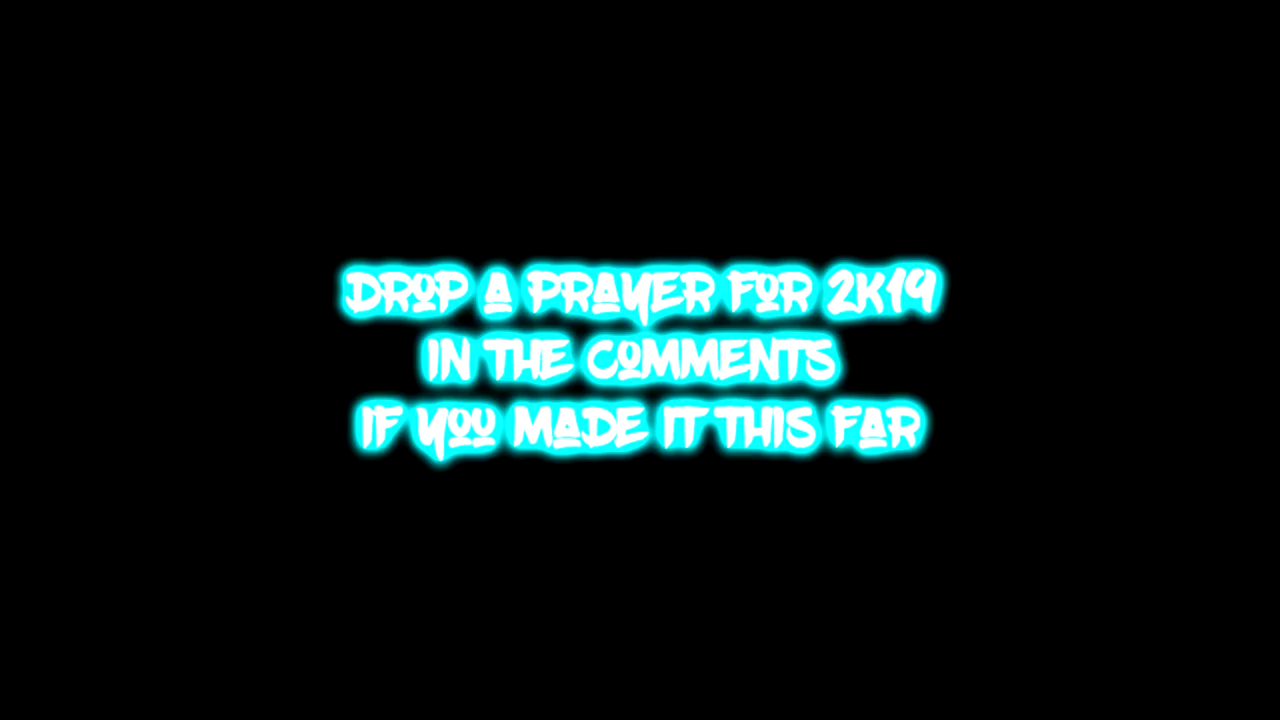 DROP A PRAYER FOR 2K19
IN THE COMMENTS
IF YOU MADE IT THIS FAR